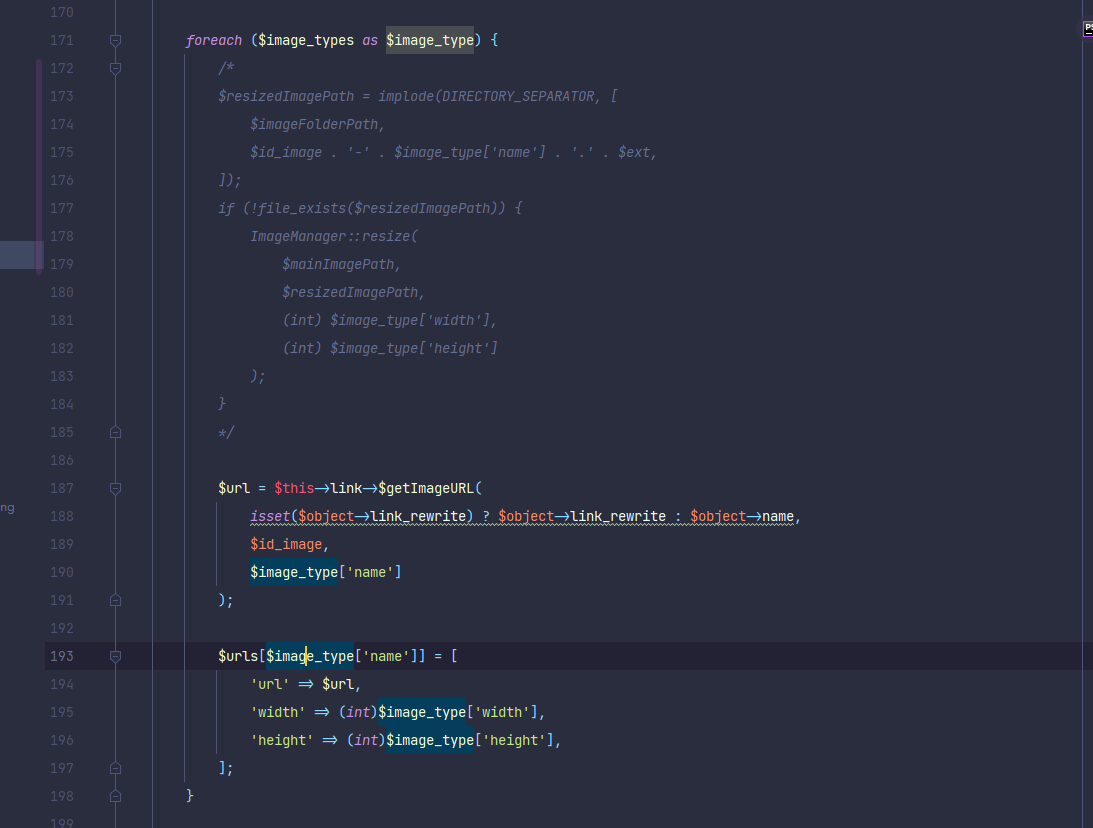 170
171 foreach ($image_types as $image_type) {
172 /*
173 $resizedImagePath = implode(DIRECTORY_SEPARATOR, [
174 $imageFolderPath,
175 $id_image . '-' . $image_type['name'] . '.' . $ext,
176 ]);
177 if (!file_exists($resizedImagePath)) {
178 ImageManager::resize(
179 $mainImagePath,
180 $resizedImagePath,
181 (int) $image_type['width'],
182 (int) $image_type['height']
183 );
184 }
185 */
186
187 $url = $this->link->$getImageURL(
ng
188 isset($object->link_rewrite) ? $object->link_rewrite : $object->name,
189 $id_image,
190 $image_type['name']
191 );
192
193 $urls[$image_type['name']] = [
194 'url' => $url,
195 'width' => (int)$image_type['width'],
196 'height' => (int)$image_type['height'],
197 ];
198 }
199